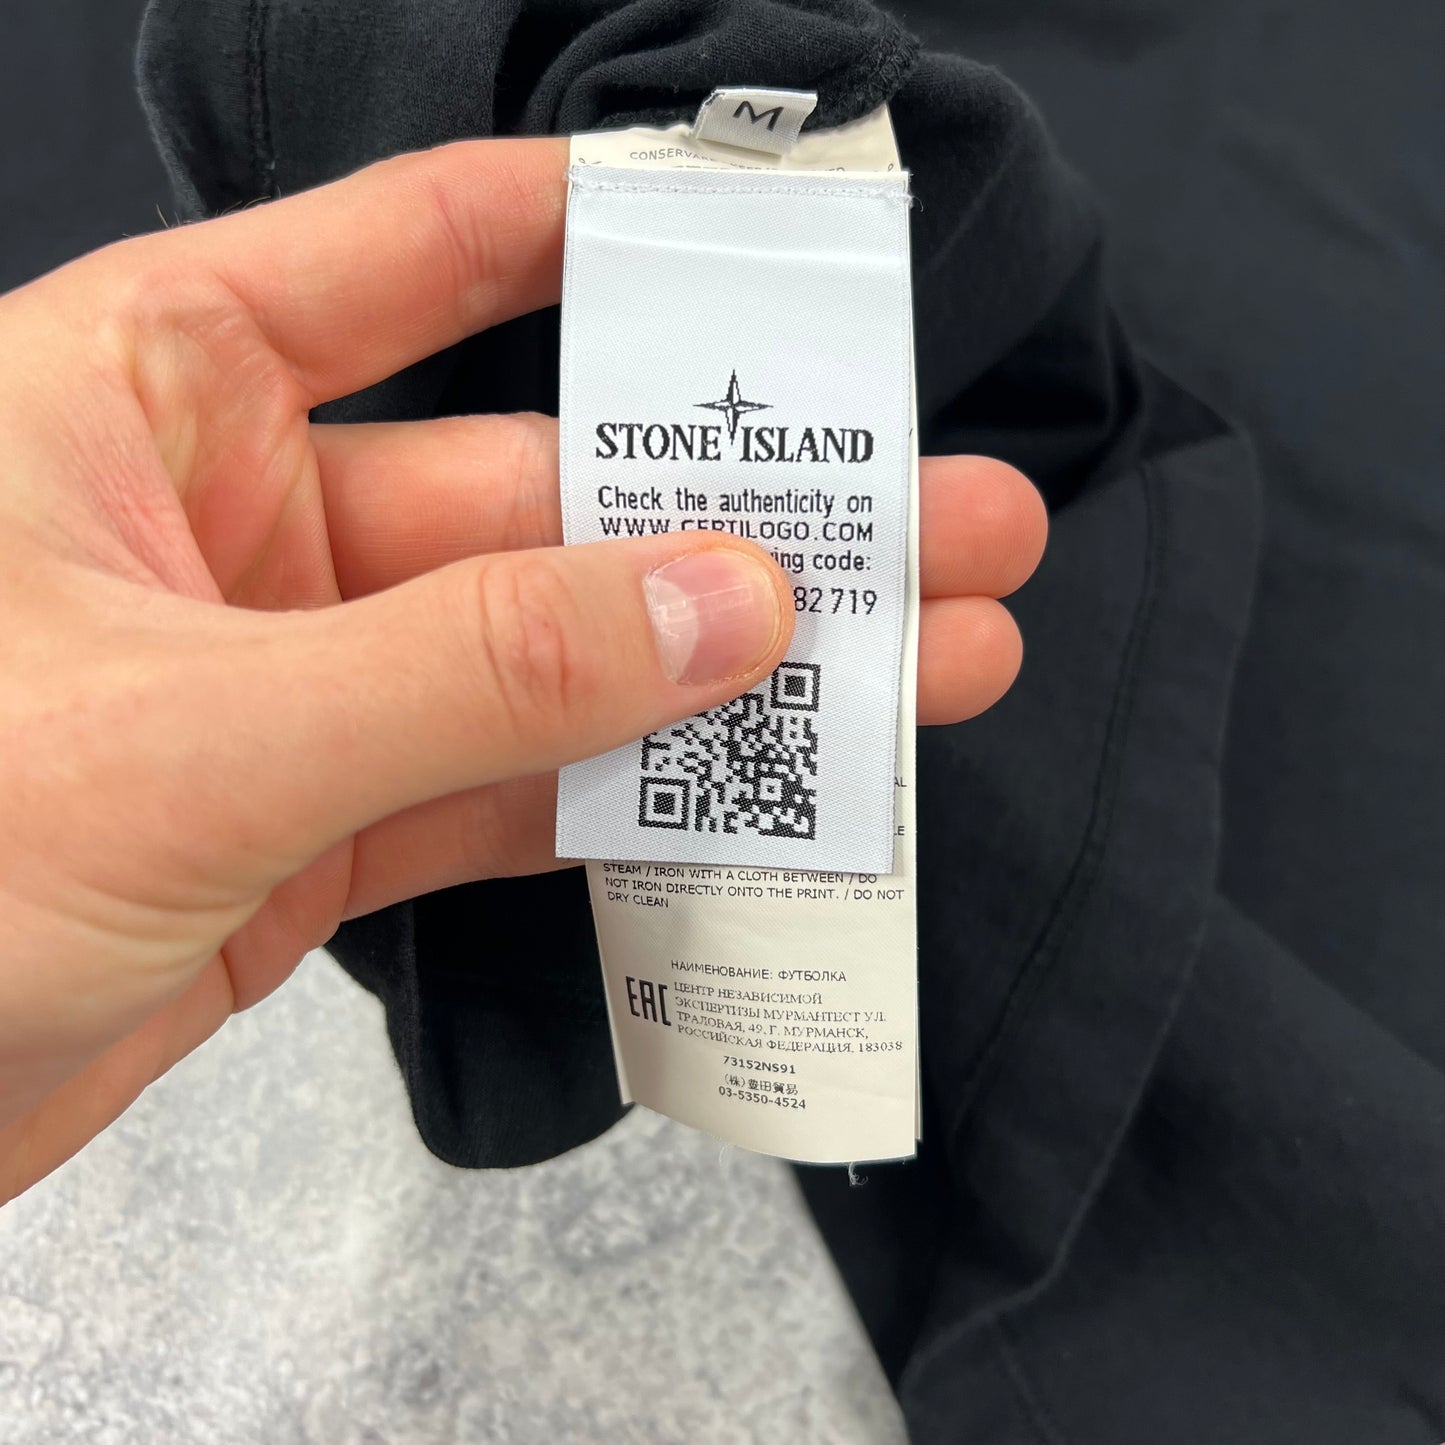 M
STONE ISLAND
Check the authenticity on
WWW.CERTILOGO.COM
code:
82 719
STEAM / IRON WITH A CLOTH BETWEEN / DO
NOT IRON DIRECTLY ONTO THE PRINT. / DO NOT
DRY CLEAN
НАИМЕНОВАНИЕ: ФУТБОЛКА
EAC
ЦЕНТР НЕЗАВИСИМОЙ
ЭКСПЕРТИЗЫ МУРМАНТЕСТ УЛ.
ТРАЛОВАЯ, 49, Г. МУРМАНСК,
РОССИЙСКАЯ ФЕДЕРАЦИЯ, 183038
73152NS91
(株)豊田貿易
03-5350-4524